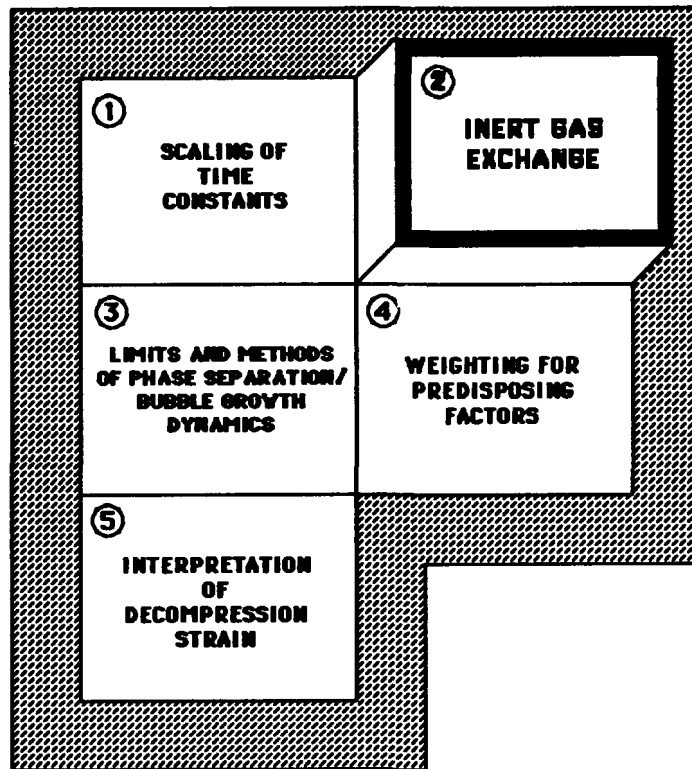 ①
SCALING OF
TIME
CONSTANTS
②
INERT GAS
EXCHANGE
③
LIMITS AND METHODS
OF PHASE SEPARATION/
BUBBLE GROWTH
DYNAMICS
④
WEIGHTING FOR
PREDISPOSING
FACTORS
⑤
INTERPRETATION
OF
DECOMPRESSION
STRAIN